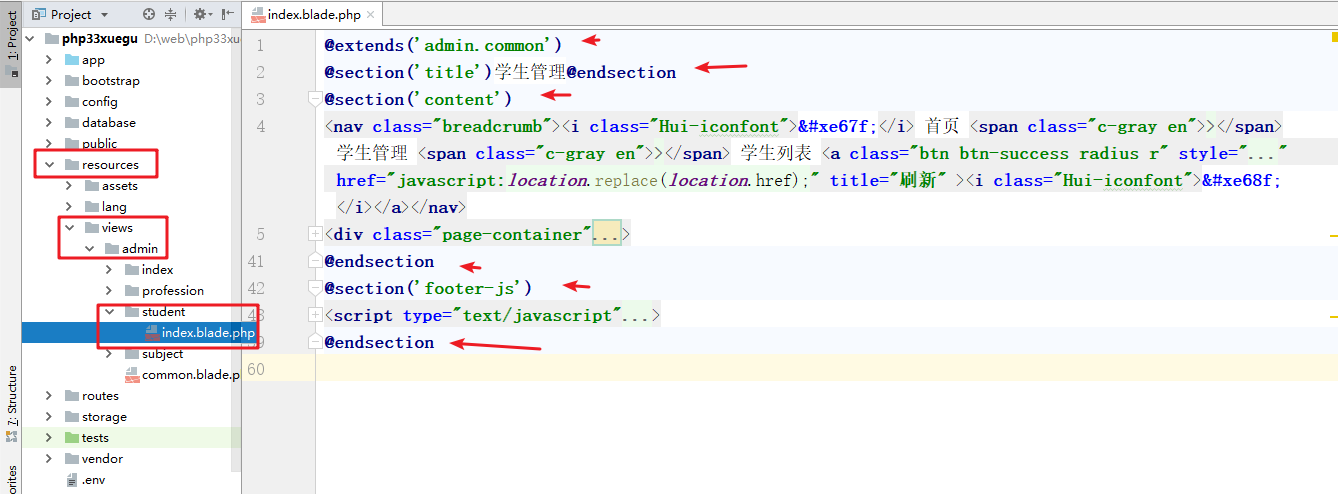 1: Project
7: Structure
orites
Project
php33xuegu D:\web\php33xue
app
bootstrap
config
database
public
resources
assets
lang
views
admin
index
profession
student
index.blade.php
subject
common.blade.p
routes
storage
tests
vendor
.env
index.blade.php
1 @extends('admin.common')
2 @section('title')学生管理@endsection
3 @section('content')
4 <nav class="breadcrumb"><i class="Hui-iconfont">&#xe67f;</i> 首页 <span class="c-gray en">></span>
学生管理 <span class="c-gray en">></span> 学生列表 <a class="btn btn-success radius r" style="..."
href="javascript:location.replace(location.href);" title="刷新" ><i class="Hui-iconfont">&#xe68f;
</i></a></nav>
5 <div class="page-container"...>
41 @endsection
42 @section('footer-js')
43 <script type="text/javascript"...>
59 @endsection
60